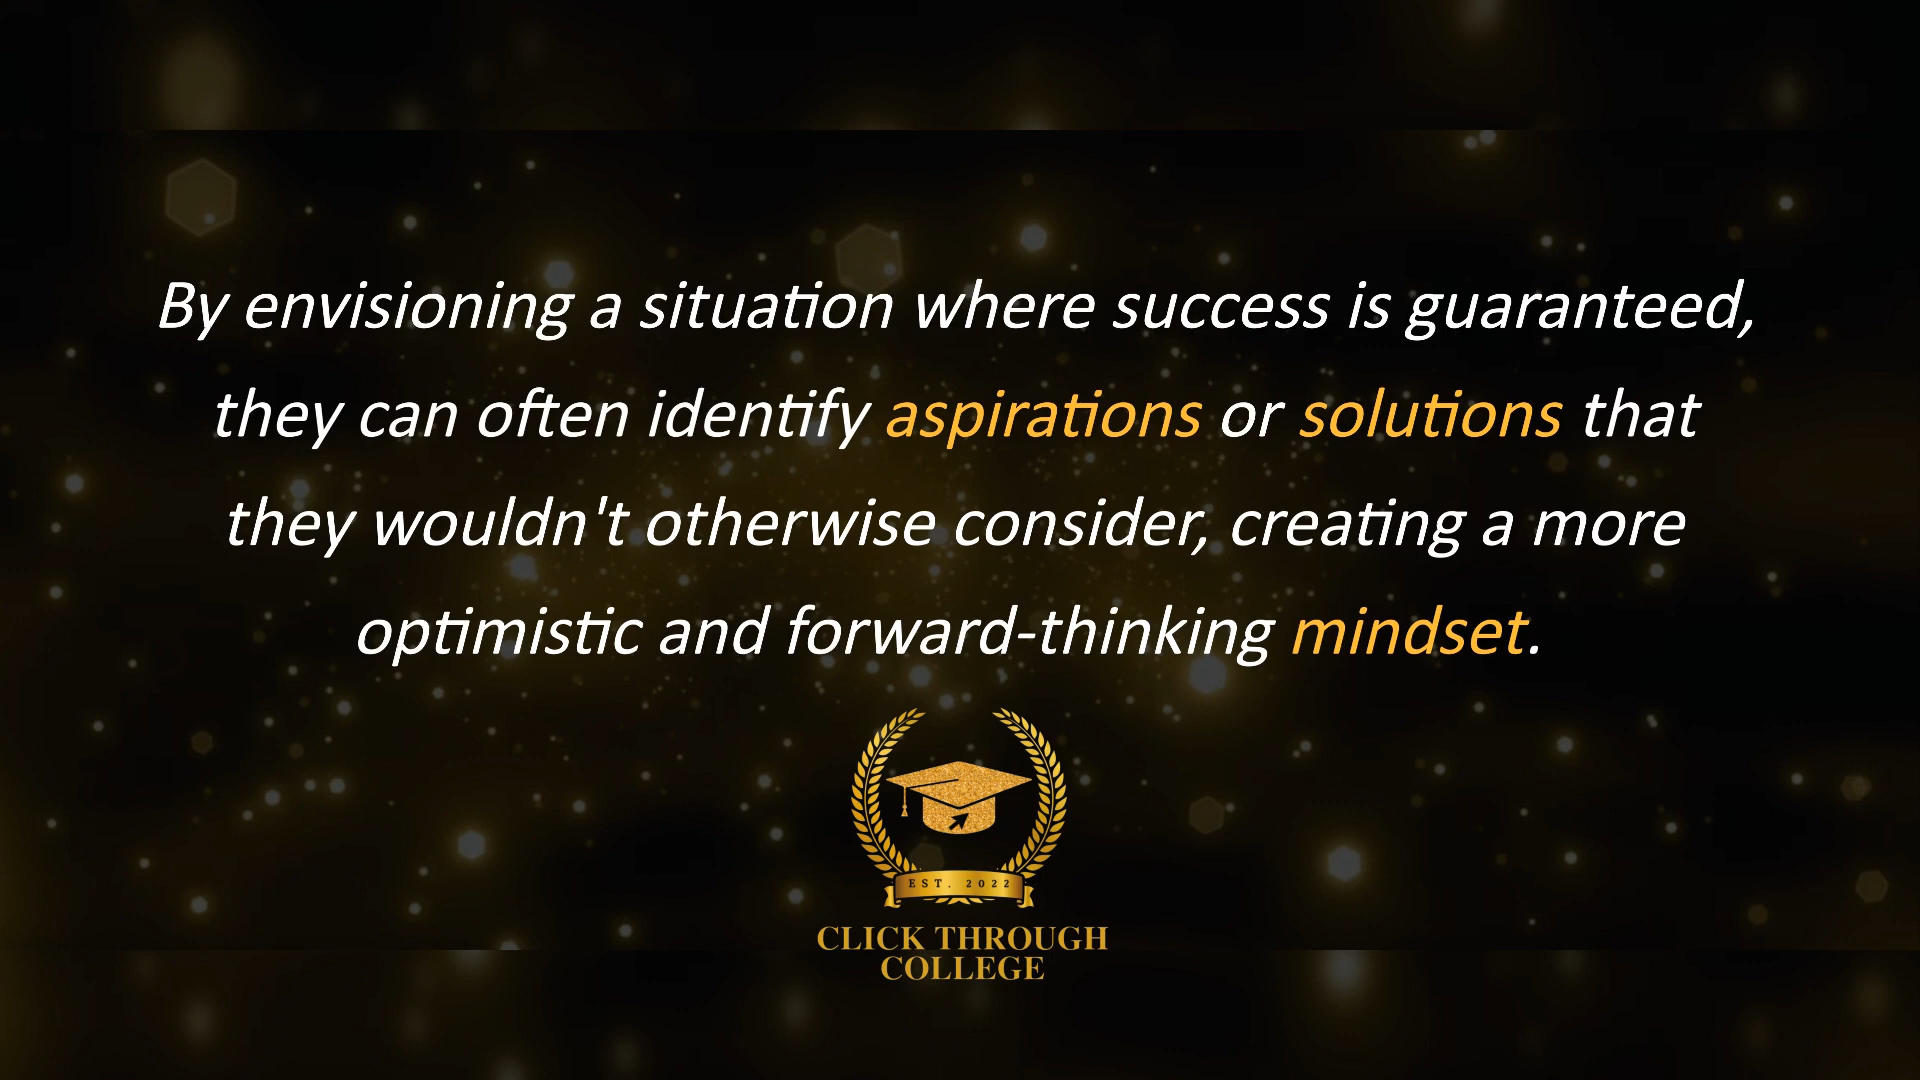 By envisioning a situation where success is guaranteed,
they can often identify aspirations or solutions that
they wouldn't otherwise consider, creating a more
optimistic and forward-thinking mindset.
EST. 2022
CLICK THROUGH
COLLEGE